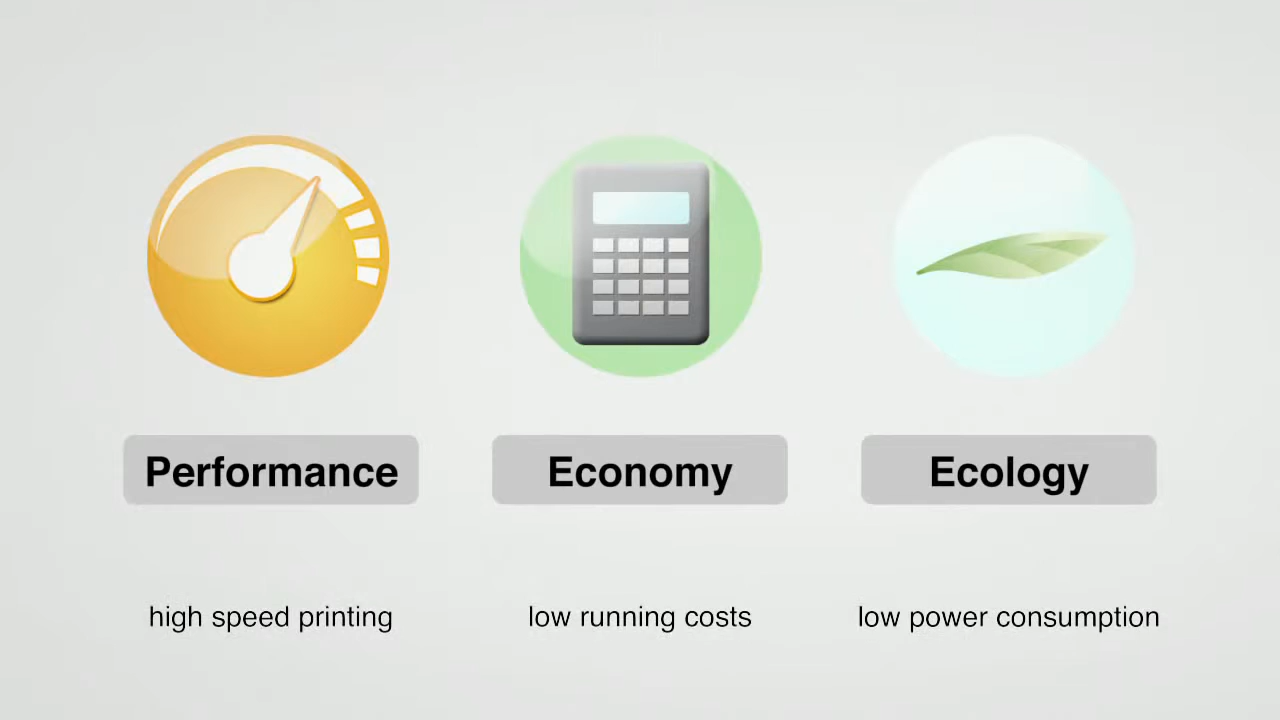 Performance
Economy
Ecology
high speed printing
low running costs
low power consumption